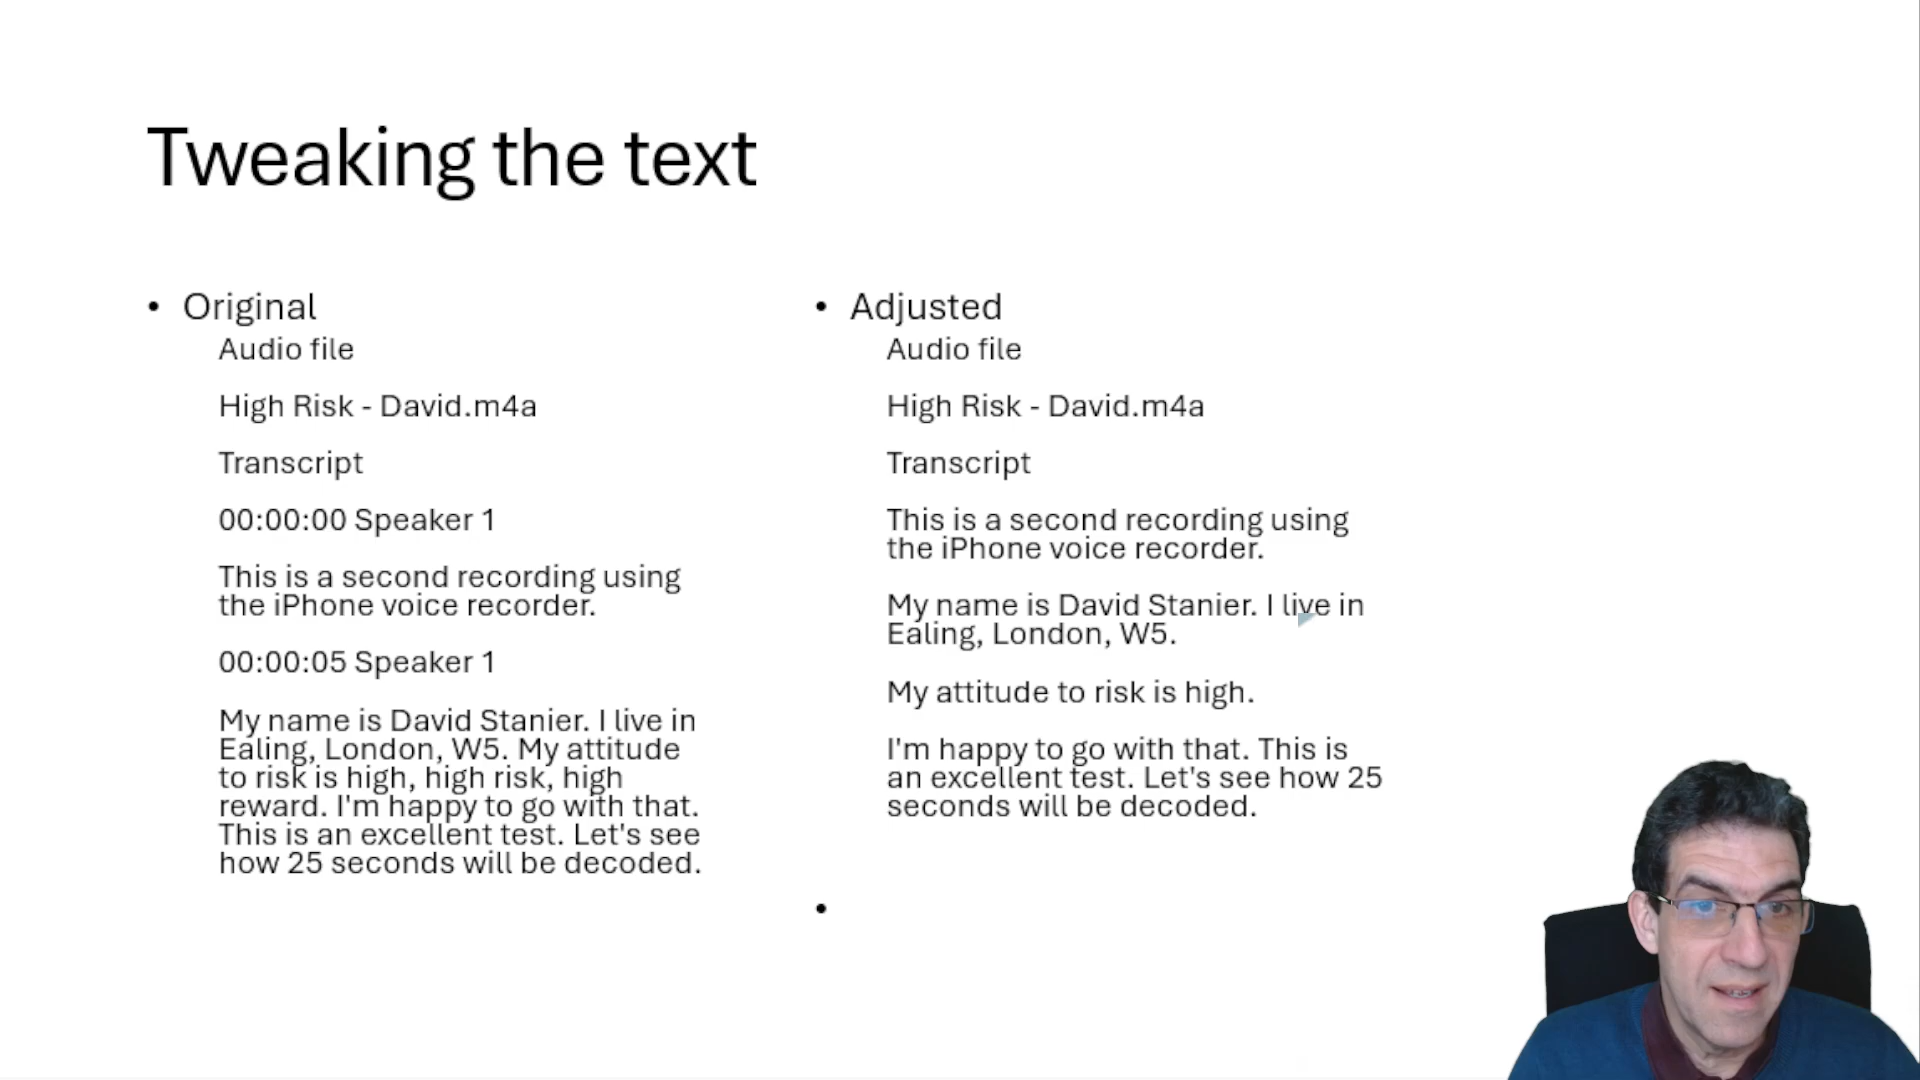 Tweaking the text
• Original
Audio file
High Risk - David.m4a
Transcript
00:00:00 Speaker 1
This is a second recording using
the iPhone voice recorder.
00:00:05 Speaker 1
My name is David Stanier. I live in
Ealing, London, W5. My attitude
to risk is high, high risk, high
reward. I'm happy to go with that.
This is an excellent test. Let's see
how 25 seconds will be decoded.
• Adjusted
Audio file
High Risk - David.m4a
Transcript
This is a second recording using
the iPhone voice recorder.
My name is David Stanier. I live in
Ealing, London, W5.
My attitude to risk is high.
I'm happy to go with that. This is
an excellent test. Let's see how 25
seconds will be decoded.
•